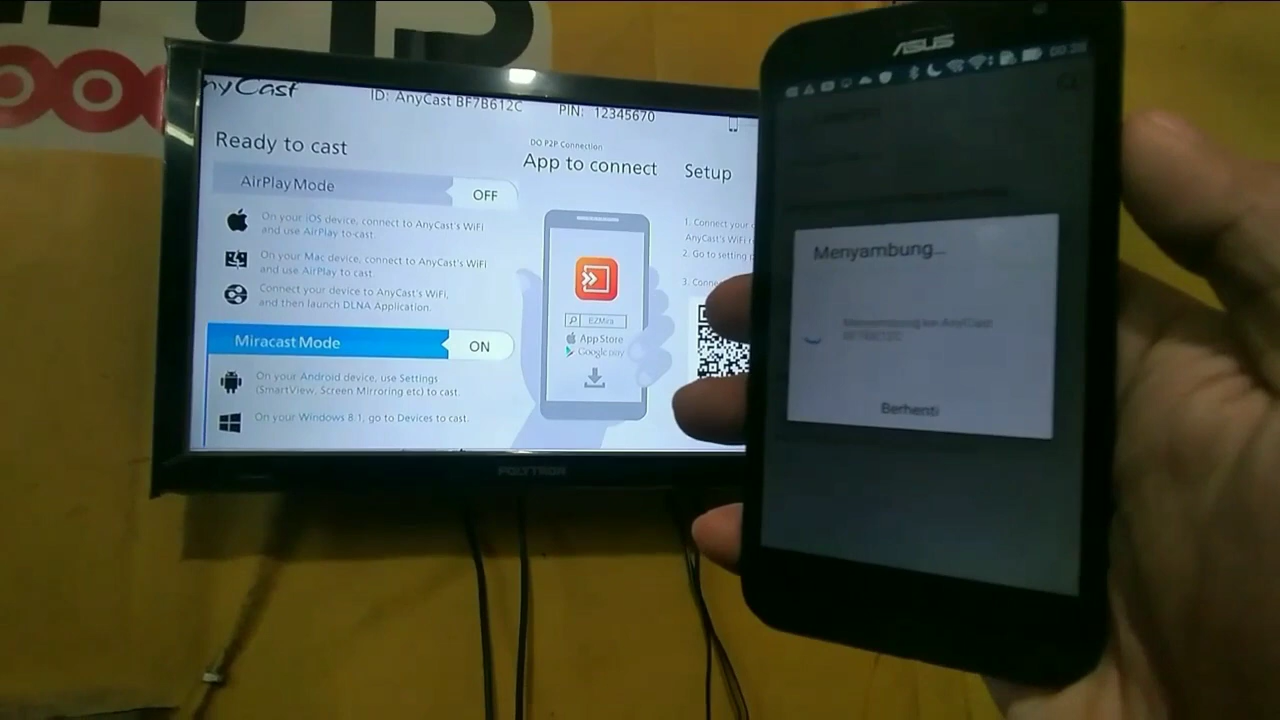 nyCast
ID: AnyCast BF7B612C
PIN: 12345670
Ready to cast
AirPlay Mode
OFF
On your iOS device, connect to AnyCast's WiFi
and use AirPlay to cast.
On your Mac device, connect to AnyCast's WiFi
and use AirPlay to cast.
Connect your device to AnyCast's WiFi,
and then launch DLNA Application.
Miracast Mode
ON
On your Android device, use Settings
(SmartView, Screen Mirroring etc) to cast.
On your Windows 8.1, go to Devices to cast.
DO P2P Connection
App to connect
EZMira
App Store
Google play
Setup
1. Connect your
AnyCast's WiFi
2. Go to setting
3. Conne
POLYTRON
ASUS
Menyambung...
Menyambung ke AnyCast
Berhenti